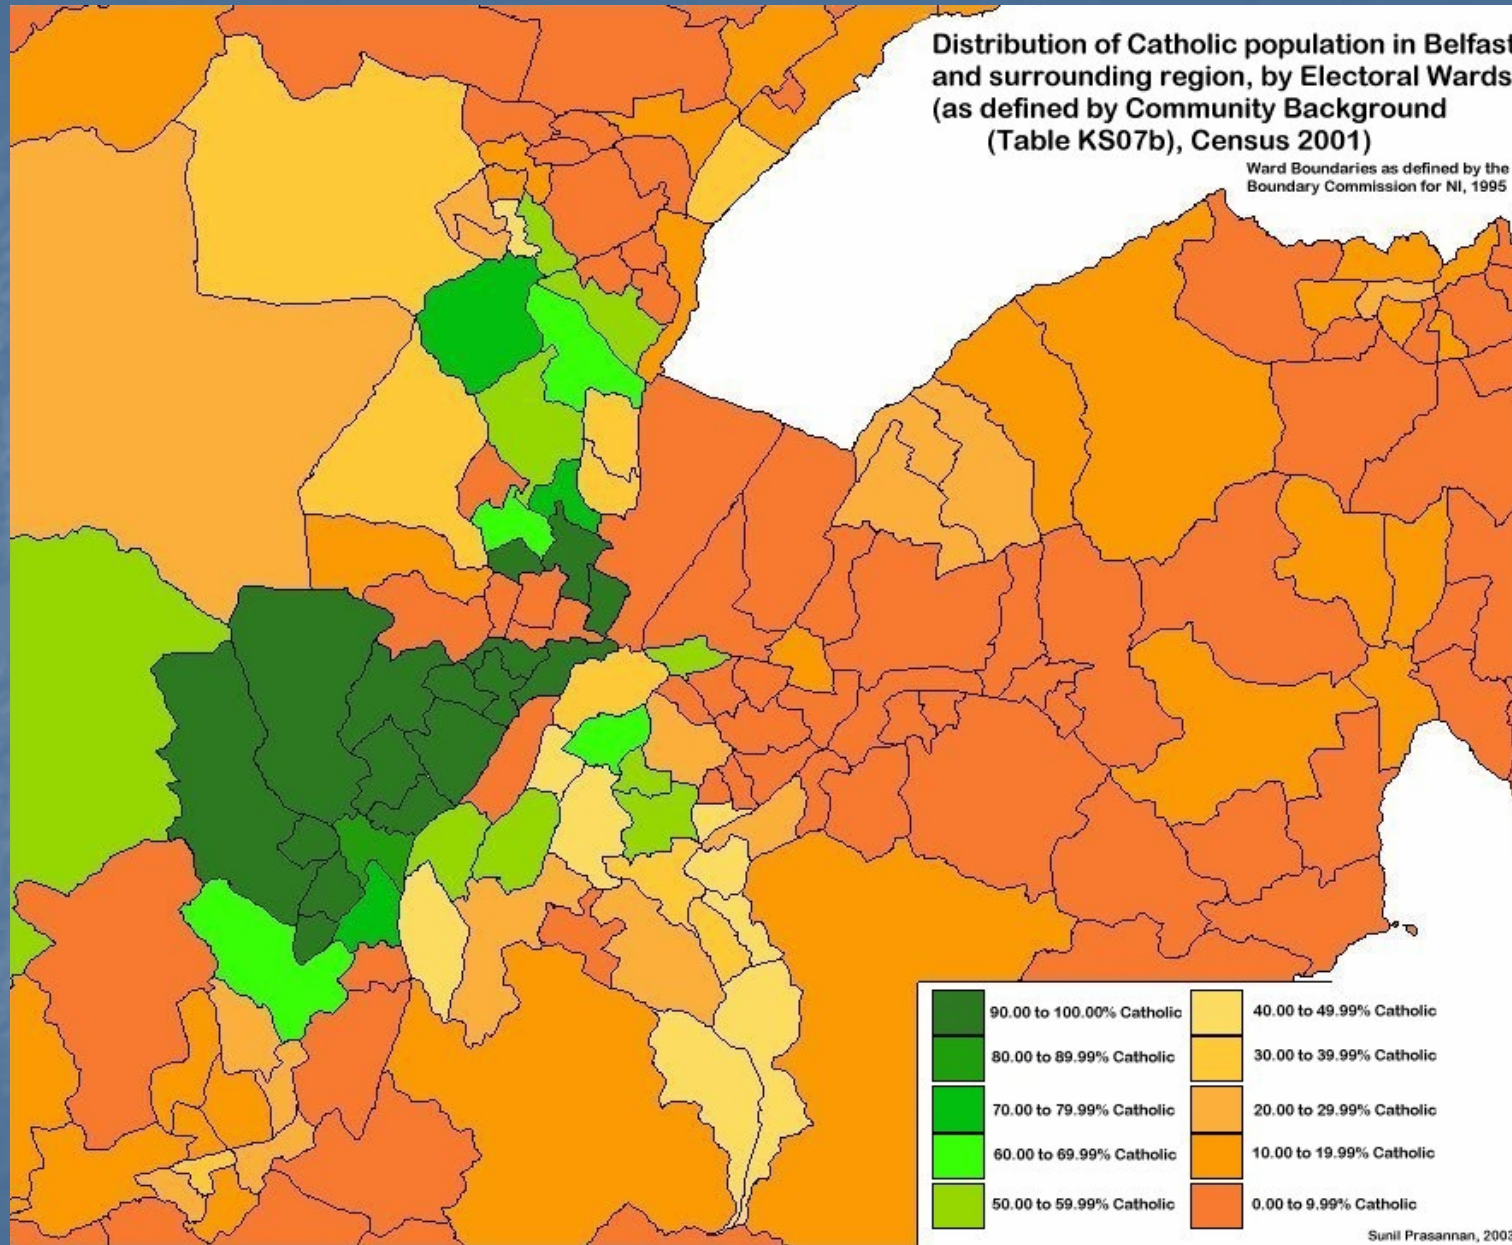 Distribution of Catholic population in Belfast
and surrounding region, by Electoral Wards
(as defined by Community Background
(Table KS07b), Census 2001)
Ward Boundaries as defined by the
Boundary Commission for NI, 1995
90.00 to 100.00% Catholic
80.00 to 89.99% Catholic
70.00 to 79.99% Catholic
60.00 to 69.99% Catholic
50.00 to 59.99% Catholic
40.00 to 49.99% Catholic
30.00 to 39.99% Catholic
20.00 to 29.99% Catholic
10.00 to 19.99% Catholic
0.00 to 9.99% Catholic
Sunil Prasannan, 2003